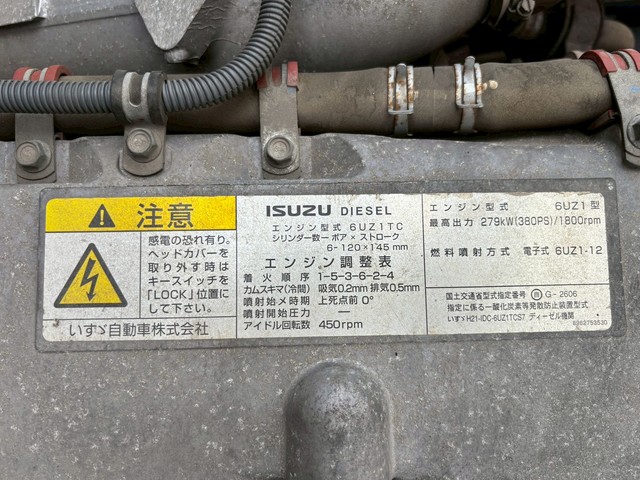 注意
感電の恐れ有り。
ヘッドカバーを
取り外す時は
キースイッチを
「LOCK」位置に
して下さい。
いすゞ自動車株式会社
ISUZU DIESEL
エンジン型式 6UZ1TC
シリンダー数ー ボア × ストローク
6-120×145mm
エンジン調整表
着火順序 1-5-3-6-2-4
カムスキマ(冷間) 吸気0.2mm 排気0.5mm
噴射始メ時期 上死点前 0°
噴射開始圧力 ー
アイドル回転数 450rpm
エンジン型式 6UZ1型
最高出力 279kW(380PS)/1800rpm
燃料噴射方式 電子式 6UZ1-12
国土交通省型式指定番号 G-2606
指定に係る一酸化炭素等発散防止装置型式
いすゞH21-IDC-6UZ1TCS7 ディーゼル機関